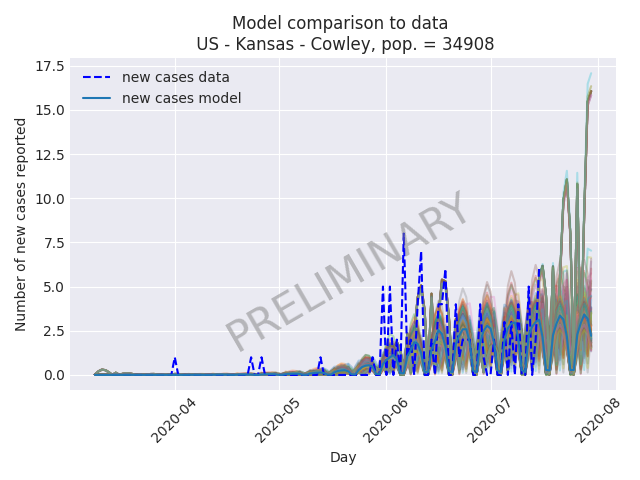 Model comparison to data
US - Kansas - Cowley, pop. = 34908
17.5
15.0
12.5
10.0
7.5
5.0
2.5
0.0
Number of new cases reported
new cases data
new cases model
PRELIMINARY
2020-04
2020-05
2020-06
2020-07
2020-08
Day